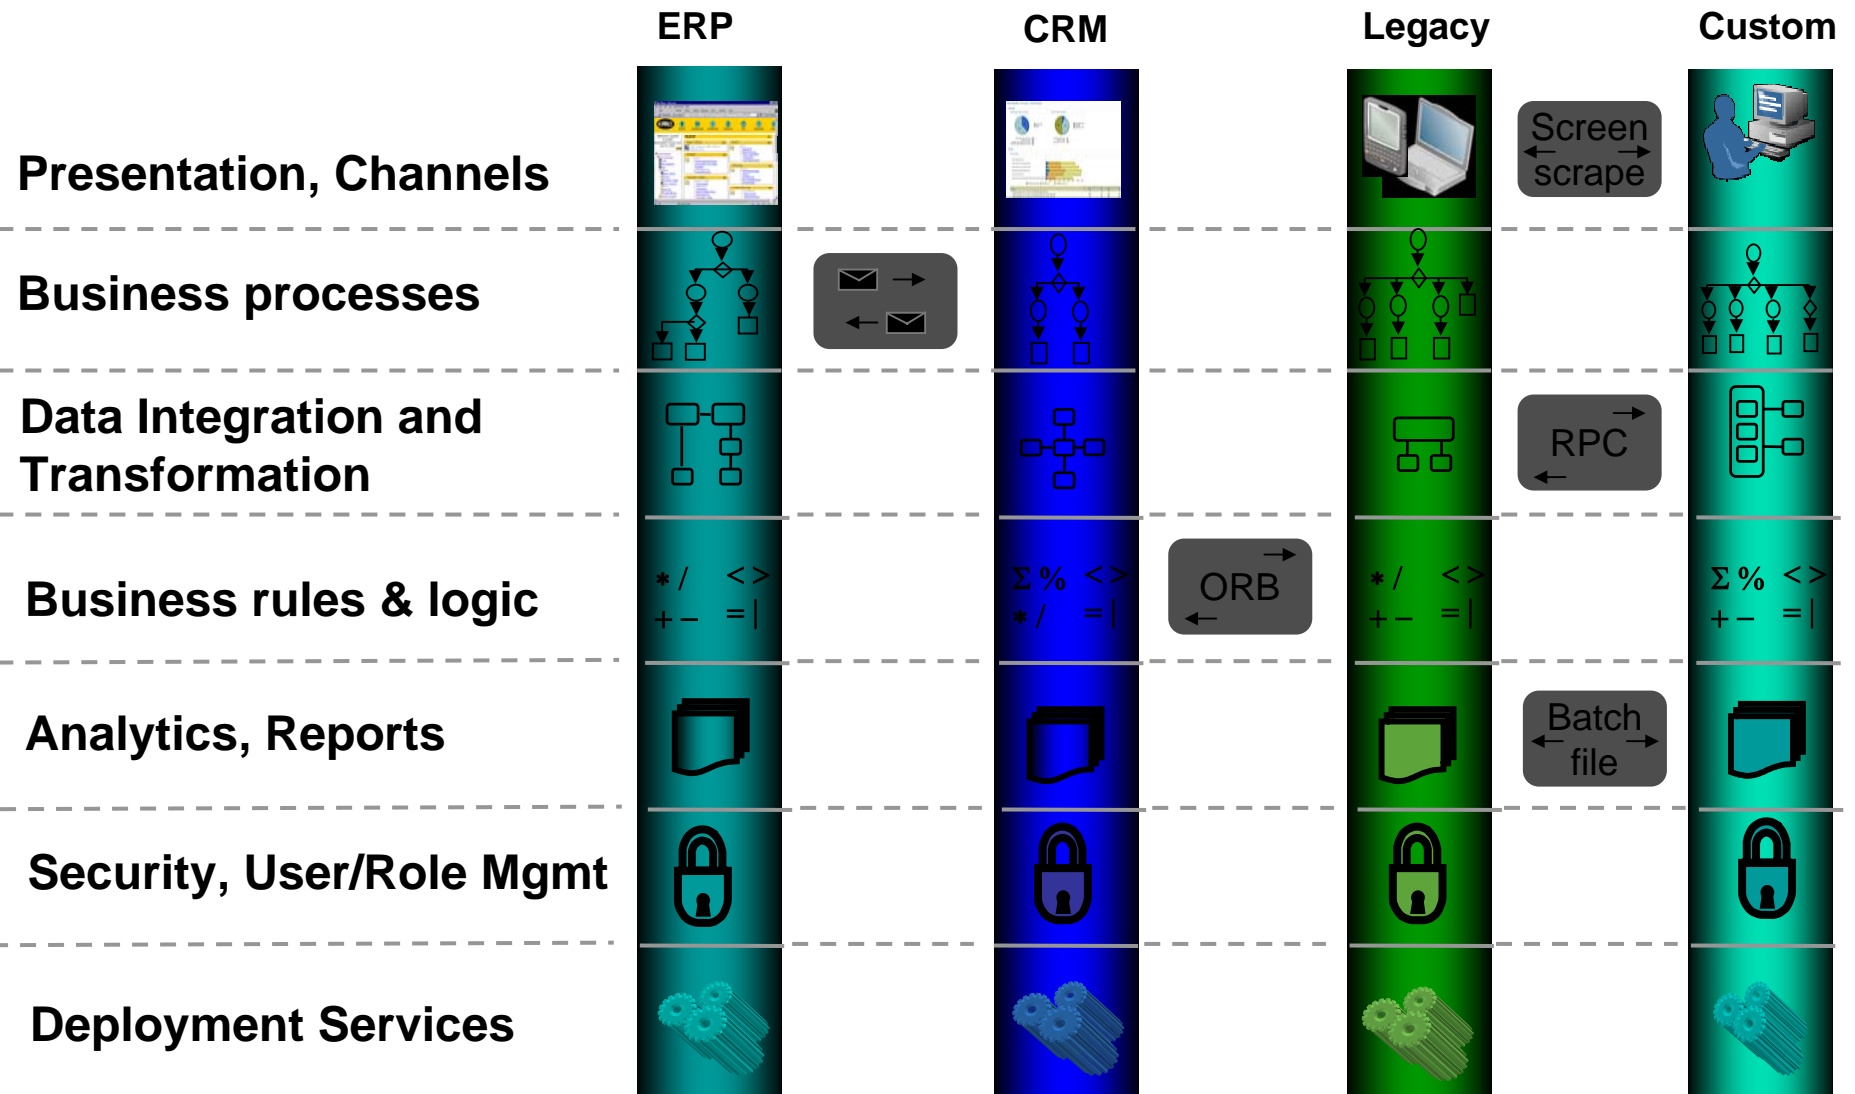 ERP
CRM
Legacy
Custom
Presentation, Channels
Screen
scrape
Business processes
Data Integration and
Transformation
RPC
Business rules & logic
* / < >
+ − = |
Σ % < >
* / = |
ORB
* / < >
+ − = |
Σ % < >
+ − = |
Analytics, Reports
Batch
file
Security, User/Role Mgmt
Deployment Services